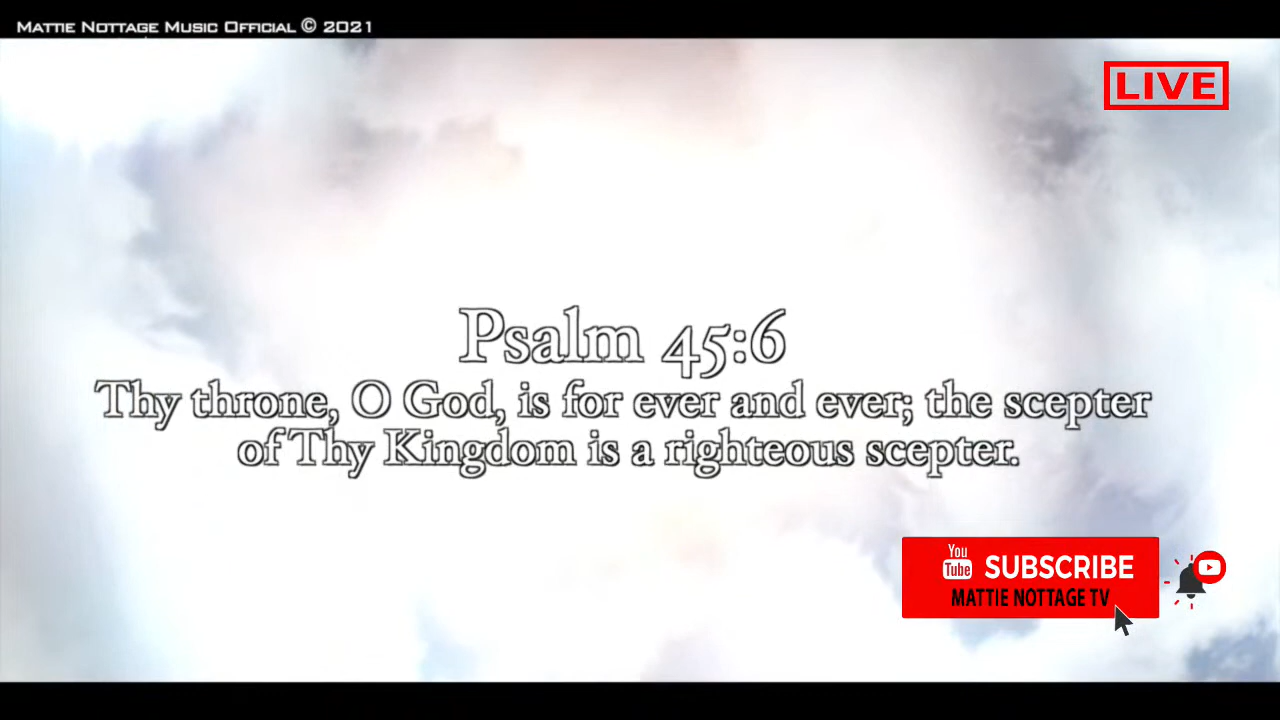 MATTIE NOTTAGE MUSIC OFFICIAL © 2021
LIVE
Psalm 45:6
Thy throne, O God, is for ever and ever; the scepter
of Thy Kingdom is a righteous scepter.
You Tube SUBSCRIBE
MATTIE NOTTAGE TV